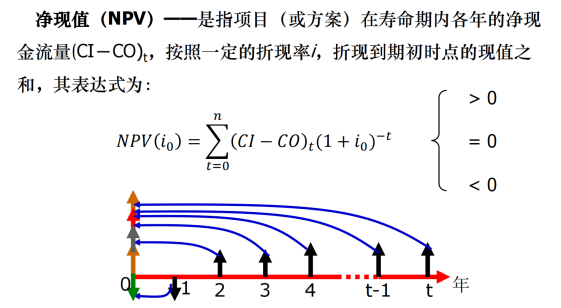 净现值（NPV）——是指项目（或方案）在寿命期内各年的净现
金流量(CI－CO)t，按照一定的折现率i，折现到期初时点的现值之
和，其表达式为：
NPV(i₀) = ∑_{t=0}^{n} (CI − CO)ₜ(1 + i₀)⁻ᵗ { > 0
= 0
< 0
0 1 2 3 4 t-1 t 年